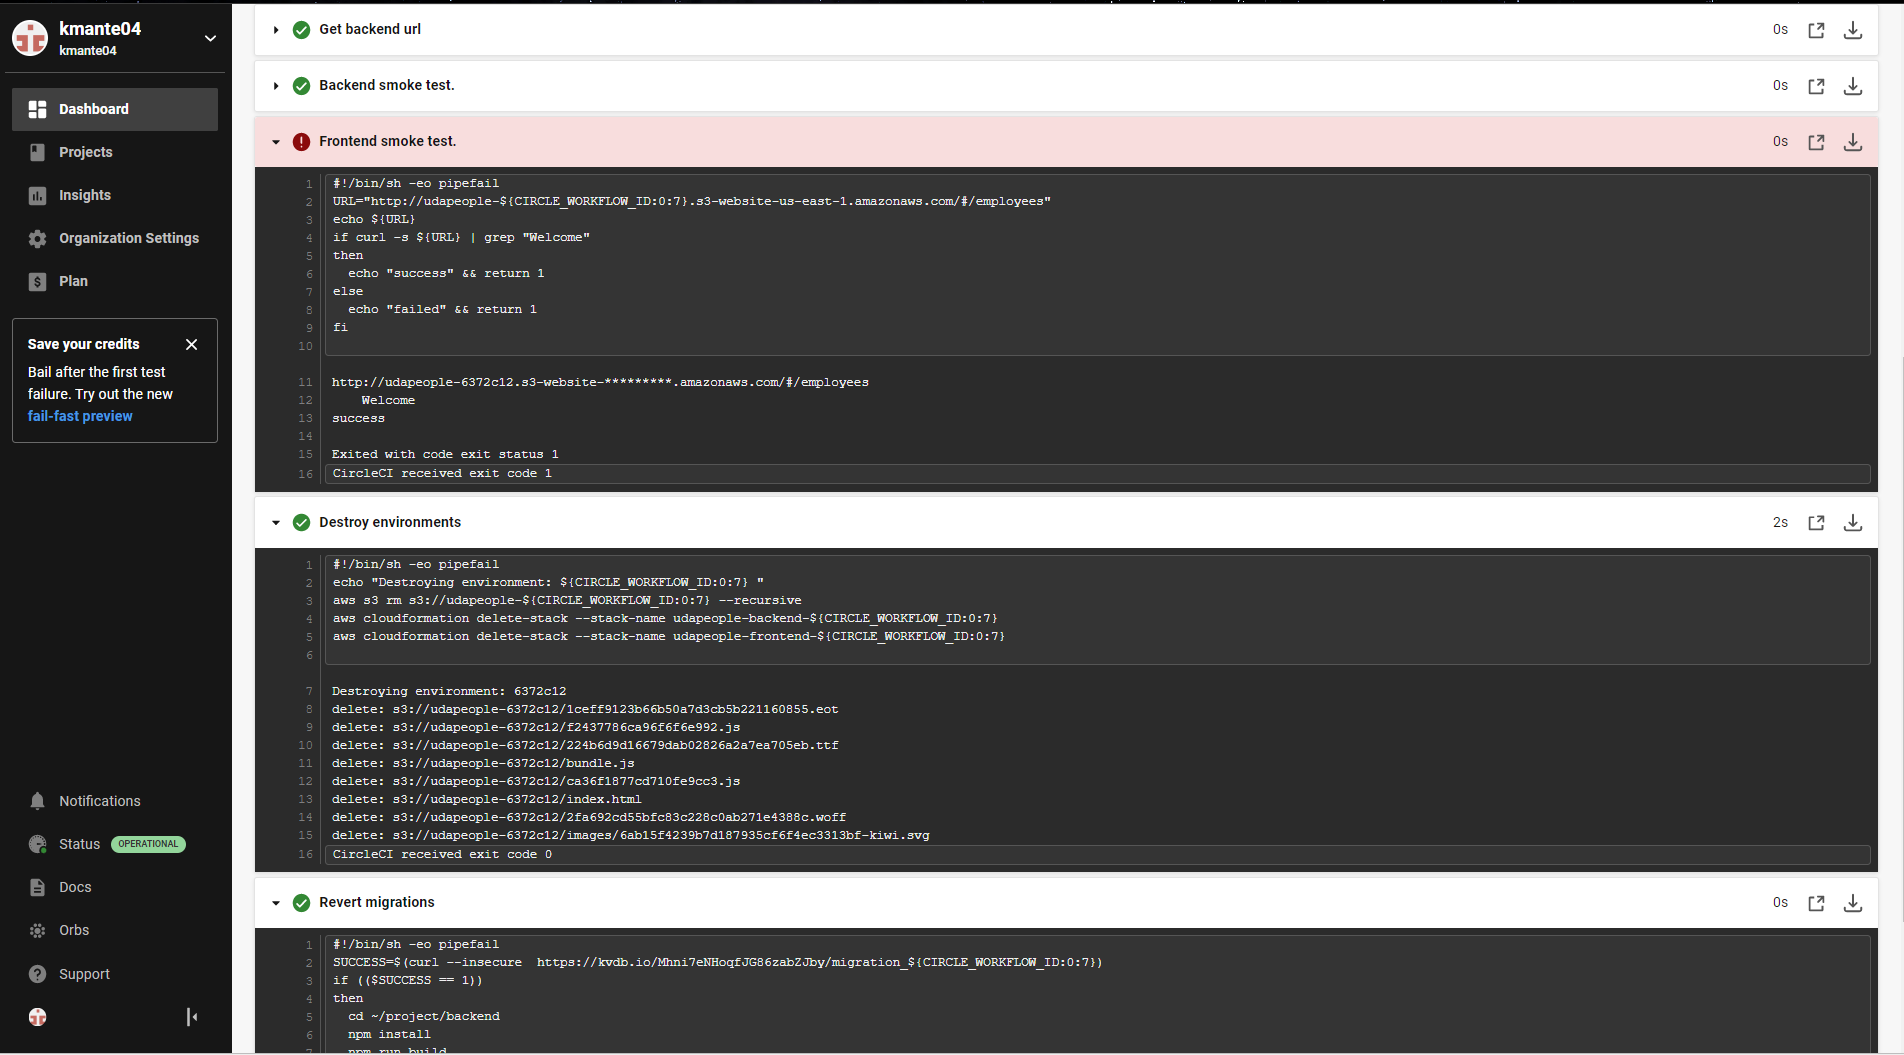 kmante04
kmante04
Dashboard
Projects
Insights
Organization Settings
Plan
Save your credits
Bail after the first test
failure. Try out the new
fail-fast preview
Notifications
Status OPERATIONAL
Docs
Orbs
Support
Get backend url 0s
Backend smoke test. 0s
Frontend smoke test. 0s
1 #!/bin/sh -eo pipefail
2 URL="http://udapeople-${CIRCLE_WORKFLOW_ID:0:7}.s3-website-us-east-1.amazonaws.com/#/employees"
3 echo ${URL}
4 if curl -s ${URL} | grep "Welcome"
5 then
6 echo "success" && return 1
7 else
8 echo "failed" && return 1
9 fi
10
11 http://udapeople-6372c12.s3-website-*********.amazonaws.com/#/employees
12 Welcome
13 success
14
15 Exited with code exit status 1
16 CircleCI received exit code 1
Destroy environments 2s
1 #!/bin/sh -eo pipefail
2 echo "Destroying environment: ${CIRCLE_WORKFLOW_ID:0:7} "
3 aws s3 rm s3://udapeople-${CIRCLE_WORKFLOW_ID:0:7} --recursive
4 aws cloudformation delete-stack --stack-name udapeople-backend-${CIRCLE_WORKFLOW_ID:0:7}
5 aws cloudformation delete-stack --stack-name udapeople-frontend-${CIRCLE_WORKFLOW_ID:0:7}
6
7 Destroying environment: 6372c12
8 delete: s3://udapeople-6372c12/1ceff9123b66b50a7d3cb5b221160855.eot
9 delete: s3://udapeople-6372c12/f2437786ca96f6f6e992.js
10 delete: s3://udapeople-6372c12/224b6d9d16679dab02826a2a7ea705eb.ttf
11 delete: s3://udapeople-6372c12/bundle.js
12 delete: s3://udapeople-6372c12/ca36f1877cd710fe9cc3.js
13 delete: s3://udapeople-6372c12/index.html
14 delete: s3://udapeople-6372c12/2fa692cd55bfc83c228c0ab271e4388c.woff
15 delete: s3://udapeople-6372c12/images/6ab15f4239b7d187935cf6f4ec3313bf-kiwi.svg
16 CircleCI received exit code 0
Revert migrations 0s
1 #!/bin/sh -eo pipefail
2 SUCCESS=$(curl --insecure  https://kvdb.io/Mhni7eNHoqfJG86zabZJby/migration_${CIRCLE_WORKFLOW_ID:0:7})
3 if (($SUCCESS == 1))
4 then
5 cd ~/project/backend
6 npm install
7 npm run build